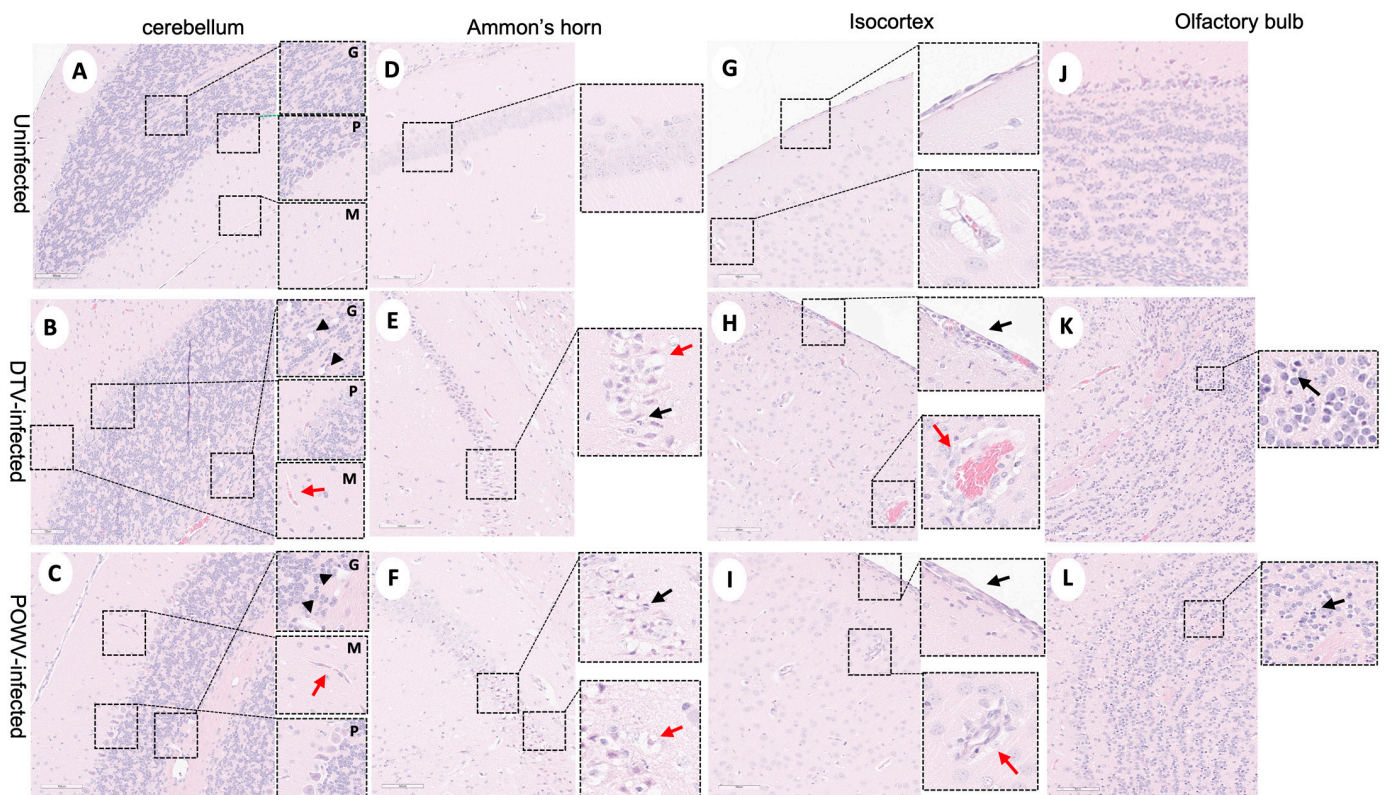 cerebellum
Ammon's horn
Isocortex
Olfactory bulb
Uninfected
A
G
P
M
D
G
J
DTV-infected
B
G
P
M
E
H
K
POWV-infected
C
G
M
P
F
I
L